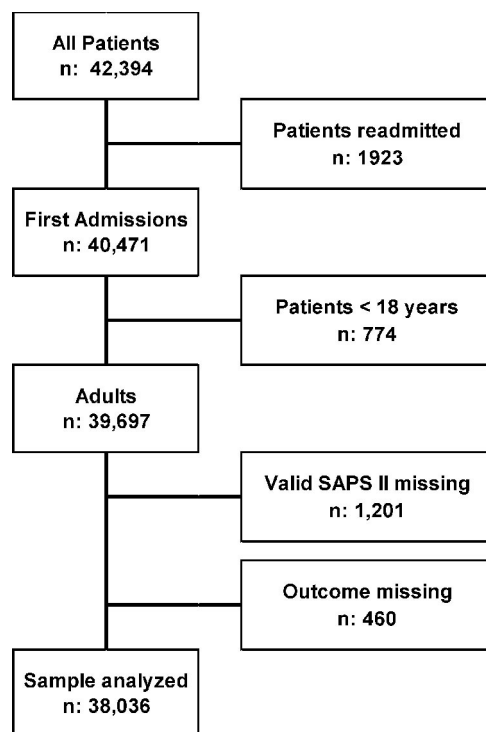 All Patients
n: 42,394
Patients readmitted
n: 1923
First Admissions
n: 40,471
Patients < 18 years
n: 774
Adults
n: 39,697
Valid SAPS II missing
n: 1,201
Outcome missing
n: 460
Sample analyzed
n: 38,036